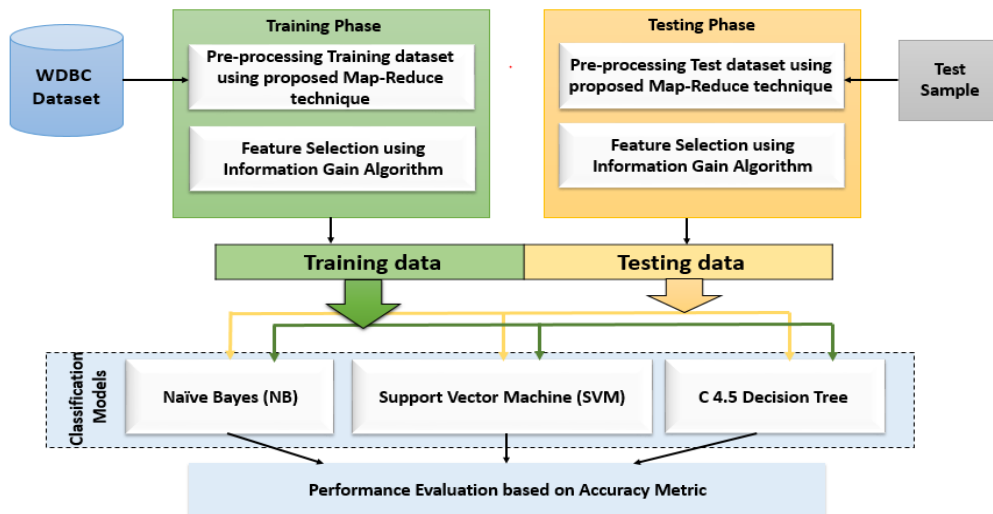 Training Phase
Testing Phase
WDBC
Dataset
Pre-processing Training dataset
using proposed Map-Reduce
technique
Pre-processing Test dataset using
proposed Map-Reduce technique
Test
Sample
Feature Selection using
Information Gain Algorithm
Feature Selection using
Information Gain Algorithm
Training data
Testing data
Classification
Models
Naïve Bayes (NB)
Support Vector Machine (SVM)
C 4.5 Decision Tree
Performance Evaluation based on Accuracy Metric